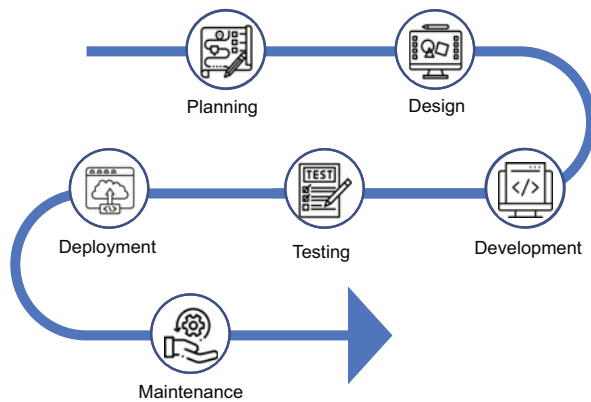 Planning
Design
Deployment
TEST
Testing
</>
Development
Maintenance